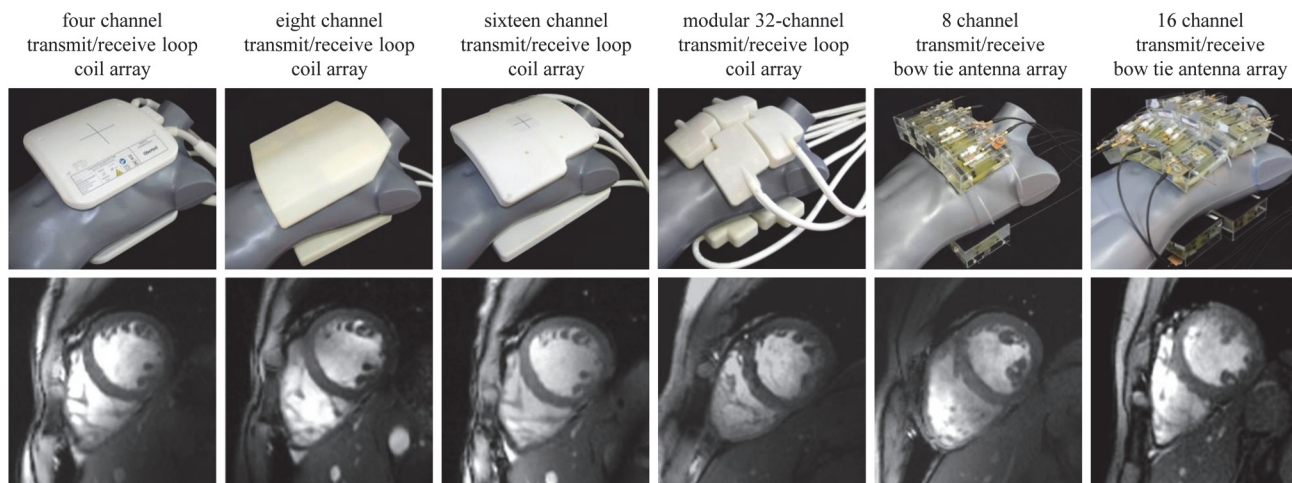 four channel
transmit/receive loop
coil array
eight channel
transmit/receive loop
coil array
sixteen channel
transmit/receive loop
coil array
modular 32-channel
transmit/receive loop
coil array
8 channel
transmit/receive
bow tie antenna array
16 channel
transmit/receive
bow tie antenna array